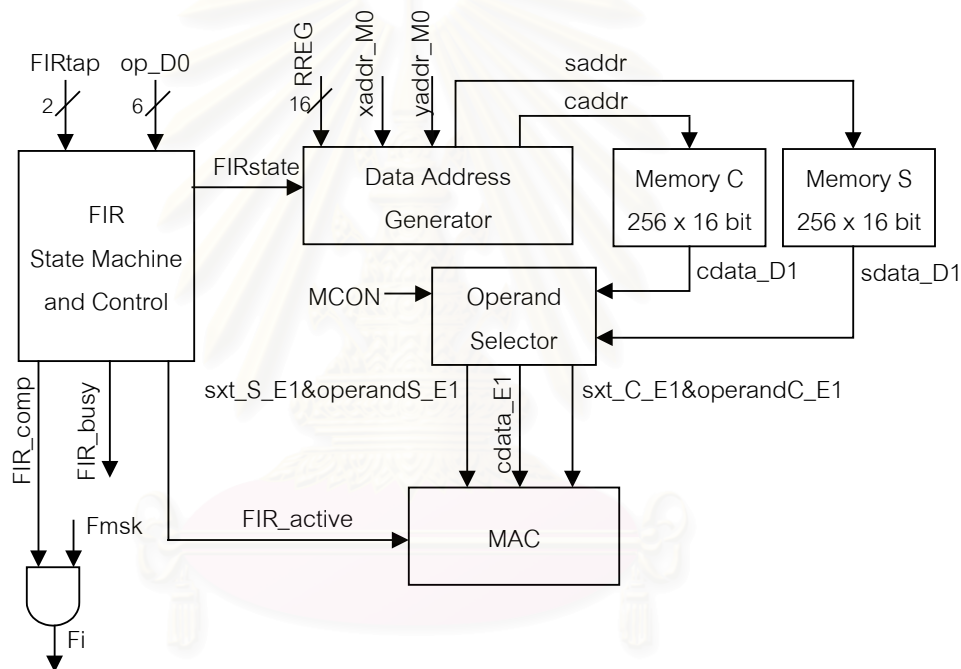 FIRtap
op_D0
2
6
RREG
16
xaddr_M0
yaddr_M0
saddr
caddr
FIR
State Machine
and Control
FIRstate
Data Address
Generator
Memory C
256 x 16 bit
Memory S
256 x 16 bit
cdata_D1
sdata_D1
MCON
Operand
Selector
sxt_S_E1&operandS_E1
cdata_E1
sxt_C_E1&operandC_E1
FIR_comp
FIR_busy
FIR_active
MAC
Fmsk
Fi